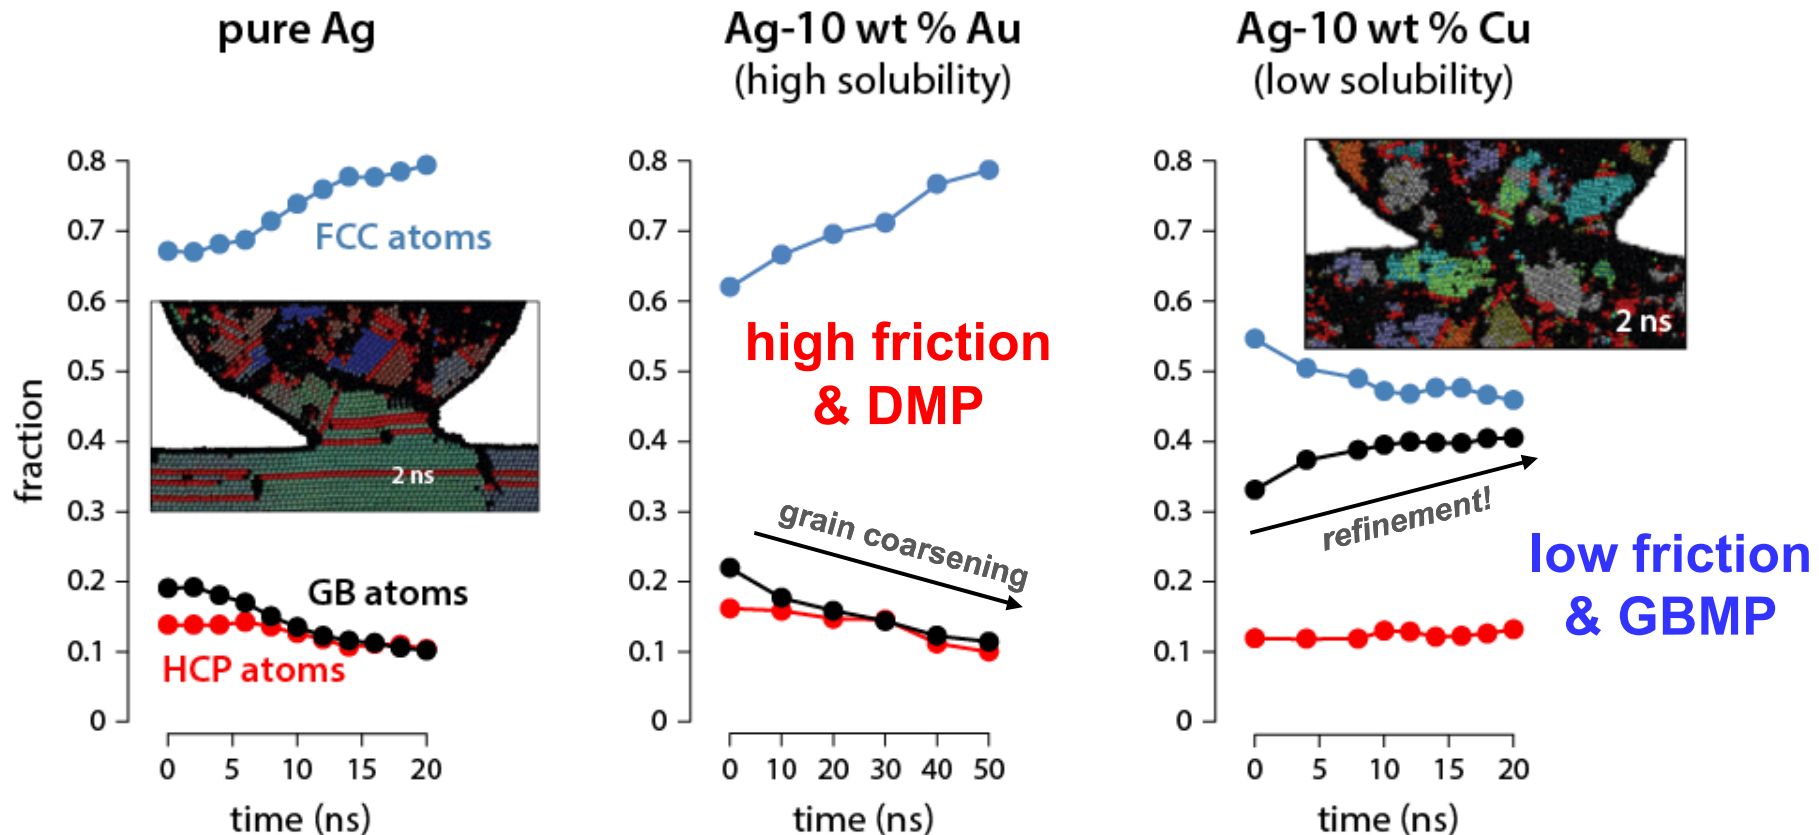 pure Ag
Ag-10 wt % Au
(high solubility)
Ag-10 wt % Cu
(low solubility)
fraction
0.8
0.7
0.6
0.5
0.4
0.3
0.2
0.1
0
FCC atoms
2 ns
GB atoms
HCP atoms
0 5 10 15 20
time (ns)
0.8
0.7
0.6
0.5
0.4
0.3
0.2
0.1
0
high friction
& DMP
grain coarsening
0 10 20 30 40 50
time (ns)
0.8
0.7
0.6
0.5
0.4
0.3
0.2
0.1
0
2 ns
refinement!
low friction
& GBMP
0 5 10 15 20
time (ns)